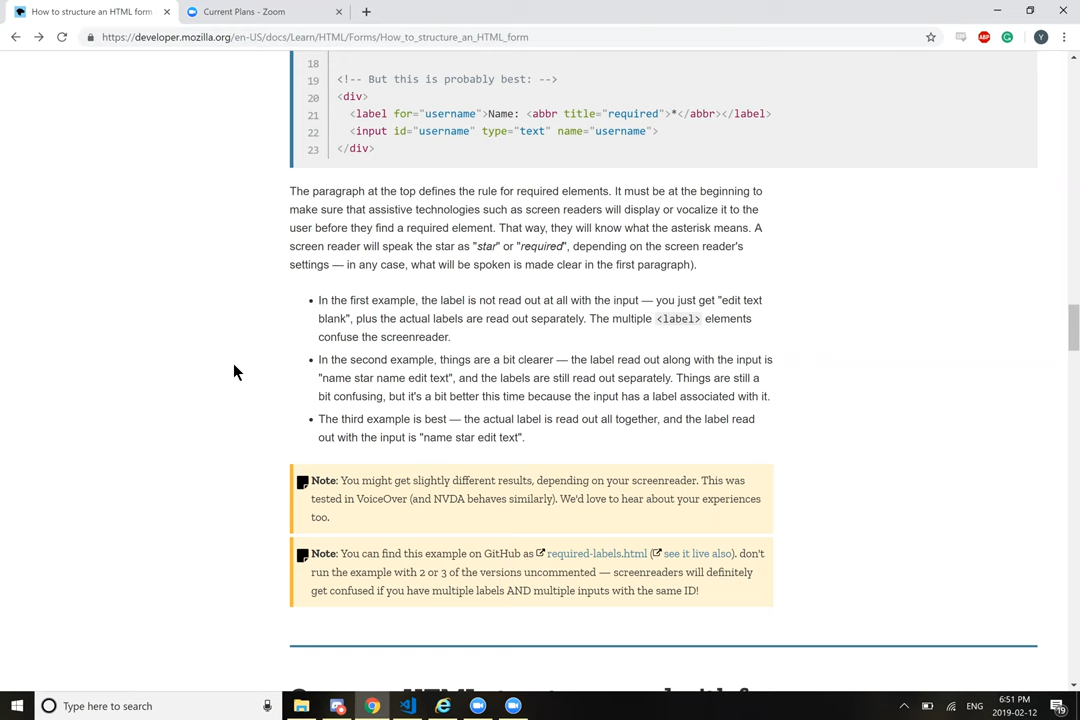 How to structure an HTML form
Current Plans - Zoom
https://developer.mozilla.org/en-US/docs/Learn/HTML/Forms/How_to_structure_an_HTML_form
ABP
G
Y
18
19 <!-- But this is probably best: -->
20 <div>
21 <label for="username">Name: <abbr title="required">*</abbr></label>
22 <input id="username" type="text" name="username">
23 </div>
The paragraph at the top defines the rule for required elements. It must be at the beginning to
make sure that assistive technologies such as screen readers will display or vocalize it to the
user before they find a required element. That way, they will know what the asterisk means. A
screen reader will speak the star as "star" or "required", depending on the screen reader's
settings — in any case, what will be spoken is made clear in the first paragraph).
• In the first example, the label is not read out at all with the input — you just get "edit text
blank", plus the actual labels are read out separately. The multiple <label> elements
confuse the screenreader.
• In the second example, things are a bit clearer — the label read out along with the input is
"name star name edit text", and the labels are still read out separately. Things are still a
bit confusing, but it's a bit better this time because the input has a label associated with it.
• The third example is best — the actual label is read out all together, and the label read
out with the input is "name star edit text".
Note: You might get slightly different results, depending on your screenreader. This was
tested in VoiceOver (and NVDA behaves similarly). We'd love to hear about your experiences
too.
Note: You can find this example on GitHub as required-labels.html (see it live also). don't
run the example with 2 or 3 of the versions uncommented — screenreaders will definitely
get confused if you have multiple labels AND multiple inputs with the same ID!
Type here to search
ENG
6:51 PM
2019-02-12
19